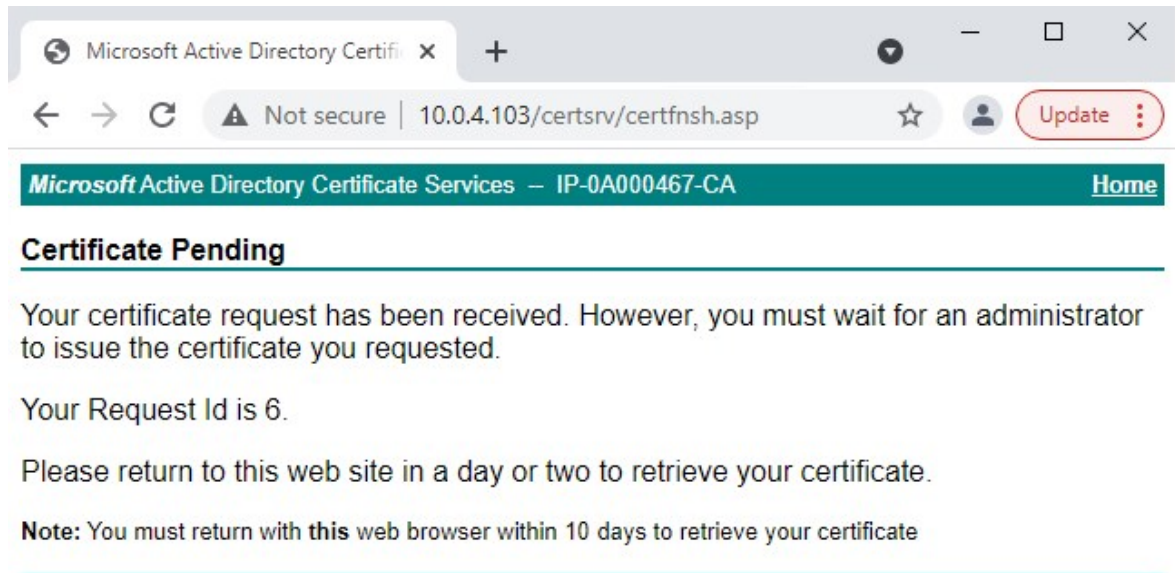 Microsoft Active Directory Certifi
Not secure | 10.0.4.103/certsrv/certfnsh.asp
Update
Microsoft Active Directory Certificate Services -- IP-0A000467-CA Home
Certificate Pending
Your certificate request has been received. However, you must wait for an administrator
to issue the certificate you requested.
Your Request Id is 6.
Please return to this web site in a day or two to retrieve your certificate.
Note: You must return with this web browser within 10 days to retrieve your certificate